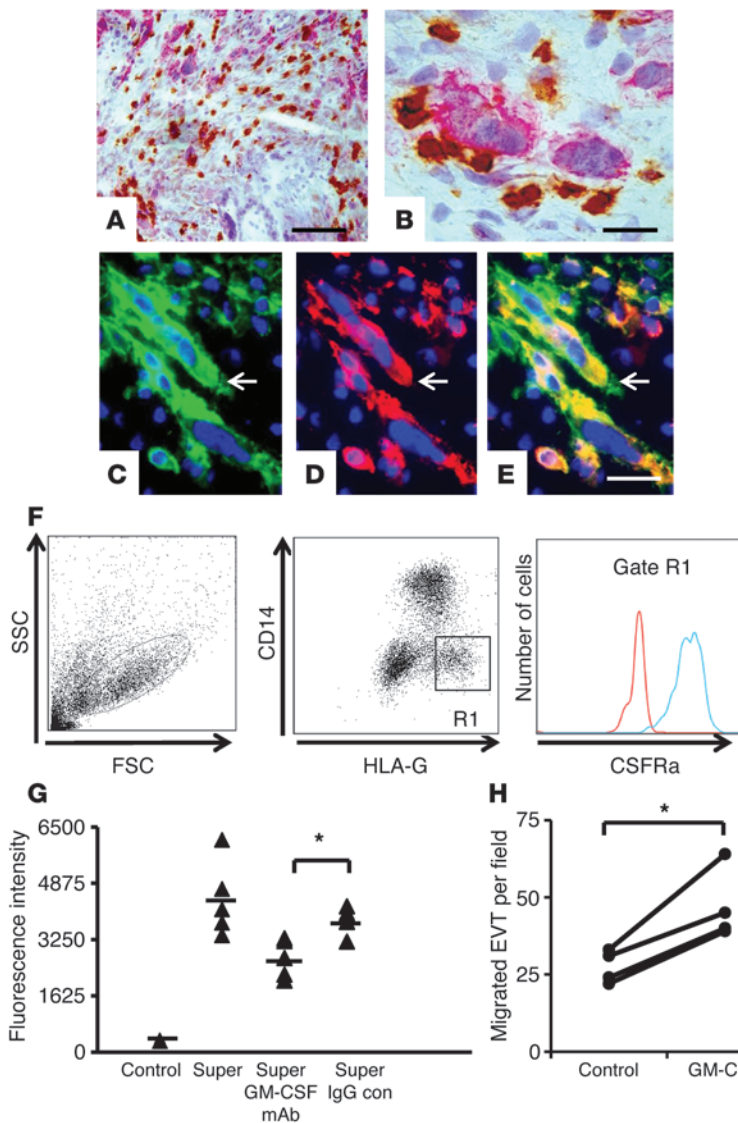 A
B
C
D
E
F
SSC
FSC
CD14
R1
HLA-G
Number of cells
Gate R1
CSFRa
G
Fluorescence intensity
6500
4875
3250
1625
0
*
Control
Super
Super
GM-CSF
mAb
Super
IgG con
H
Migrated EVT per field
75
50
25
0
*
Control
GM-C